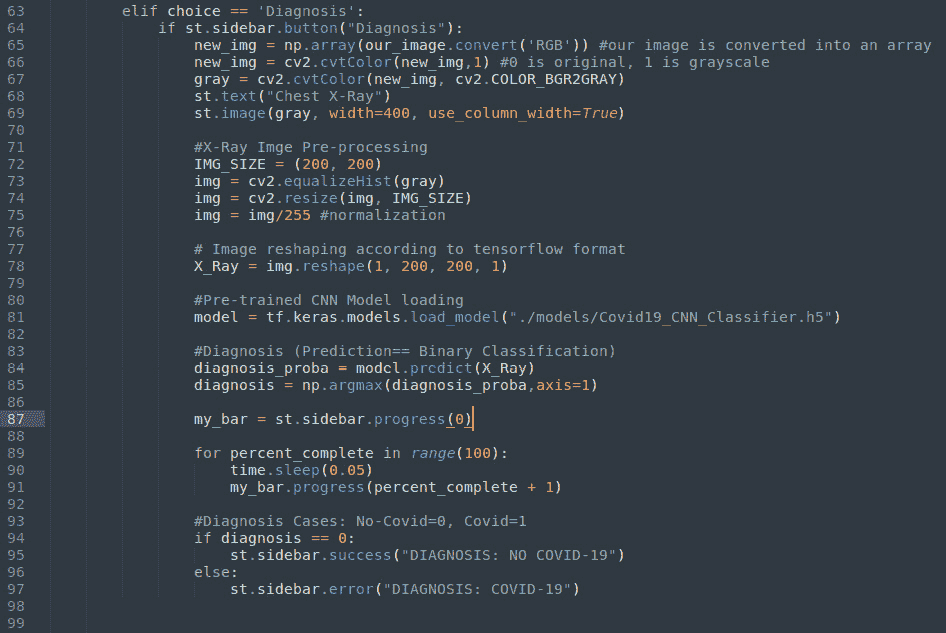 63 elif choice == 'Diagnosis':
64 if st.sidebar.button("Diagnosis"):
65 new_img = np.array(our_image.convert('RGB')) #our image is converted into an array
66 new_img = cv2.cvtColor(new_img,1) #0 is original, 1 is grayscale
67 gray = cv2.cvtColor(new_img, cv2.COLOR_BGR2GRAY)
68 st.text("Chest X-Ray")
69 st.image(gray, width=400, use_column_width=True)
70
71 #X-Ray Imge Pre-processing
72 IMG_SIZE = (200, 200)
73 img = cv2.equalizeHist(gray)
74 img = cv2.resize(img, IMG_SIZE)
75 img = img/255 #normalization
76
77 # Image reshaping according to tensorflow format
78 X_Ray = img.reshape(1, 200, 200, 1)
79
80 #Pre-trained CNN Model loading
81 model = tf.keras.models.load_model("./models/Covid19_CNN_Classifier.h5")
82
83 #Diagnosis (Prediction== Binary Classification)
84 diagnosis_proba = model.predict(X_Ray)
85 diagnosis = np.argmax(diagnosis_proba,axis=1)
86
87 my_bar = st.sidebar.progress(0)
88
89 for percent_complete in range(100):
90 time.sleep(0.05)
91 my_bar.progress(percent_complete + 1)
92
93 #Diagnosis Cases: No-Covid=0, Covid=1
94 if diagnosis == 0:
95 st.sidebar.success("DIAGNOSIS: NO COVID-19")
96 else:
97 st.sidebar.error("DIAGNOSIS: COVID-19")
98
99